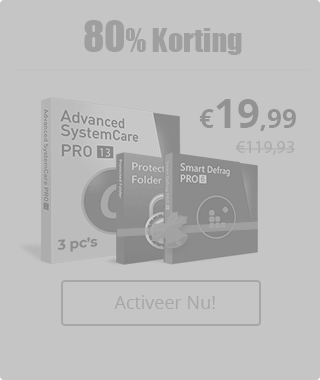 80% Korting
Advanced
SystemCare
PRO 13
3 pc's
Advanced SystemCare PRO
Protected
Folder
Smart Defrag
PRO 6
€19,99
€119,93
Activeer Nu!